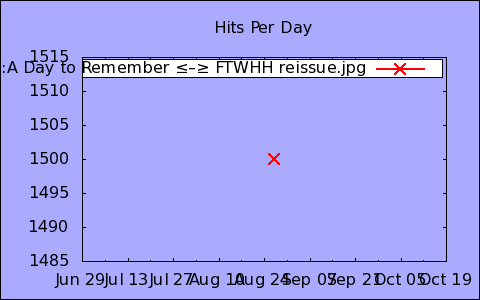 Hits Per Day
:A Day to Remember ≤–≥ FTWHH reissue.jpg
1515
1510
1505
1500
1495
1490
1485
Jun 29 Jul 13 Jul 27 Aug 10 Aug 24 Sep 07 Sep 21 Oct 05 Oct 19